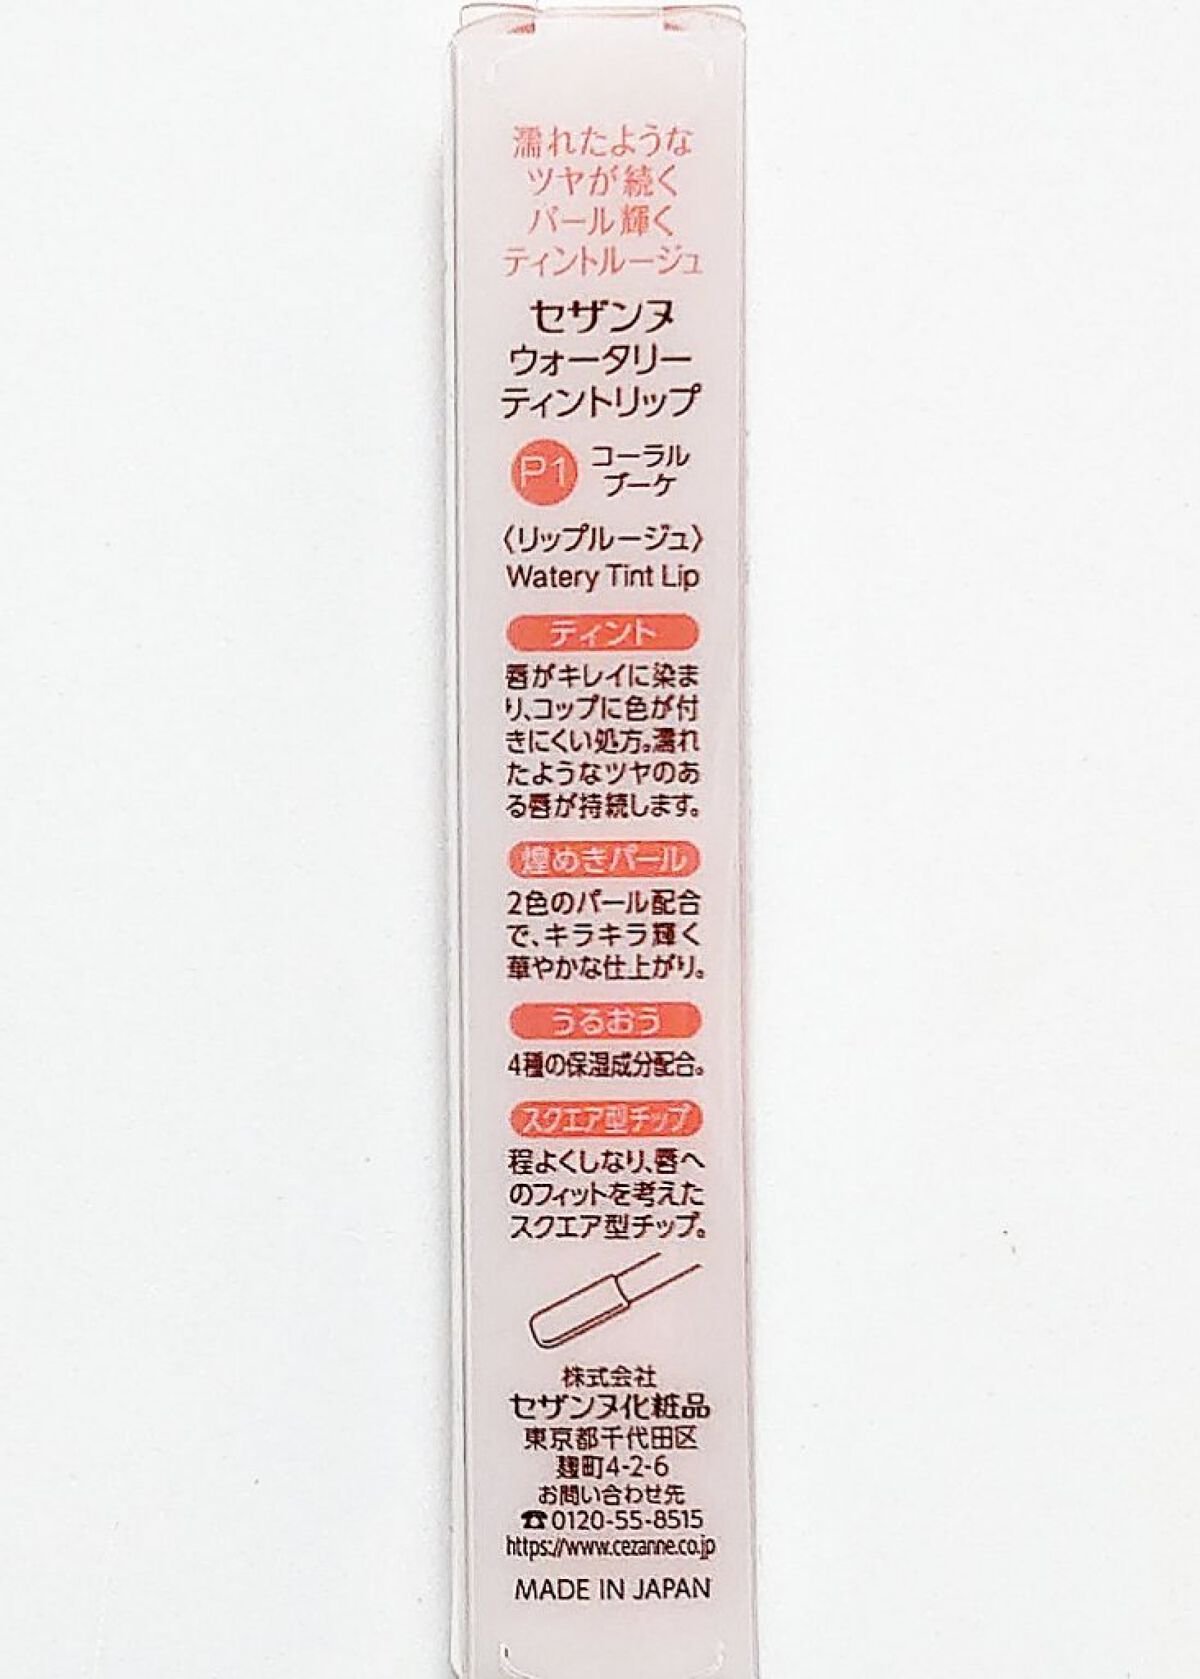 濡れたような
ツヤが続く
パール輝く
ティントルージュ
セザンヌ
ウォータリー
ティントリップ
P1 コーラル
ブーケ
〈リップルージュ〉
Watery Tint Lip
ティント
唇がキレイに染ま
り、コップに色が付
きにくい処方。濡れ
たようなツヤのあ
る唇が持続します。
煌めきパール
2色のパール配合
で、キラキラ輝く
華やかな仕上がり。
うるおう
4種の保湿成分配合。
スクエア型チップ
程よくしなり、唇へ
のフィットを考えた
スクエア型チップ。
株式会社
セザンヌ化粧品
東京都千代田区
麹町4-2-6
お問い合わせ先
☎0120-55-8515
https://www.cezanne.co.jp
MADE IN JAPAN